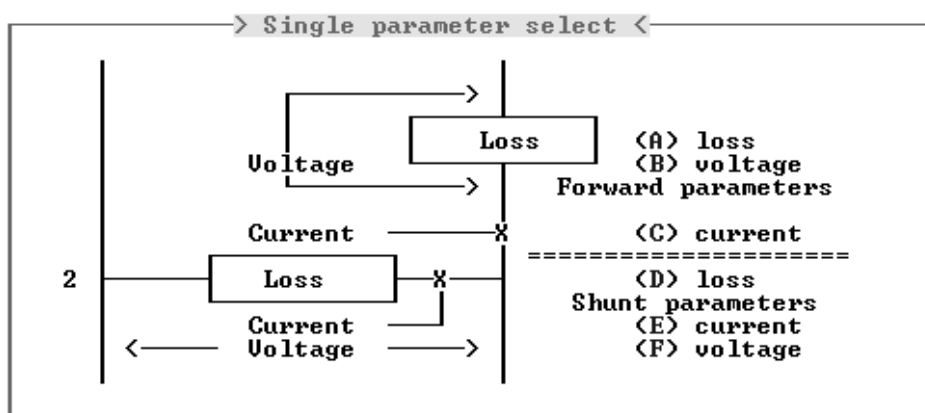 > Single parameter select <
Loss (A) loss
Voltage (B) voltage
Forward parameters
Current X (C) current
=====================
2 Loss X (D) loss
Shunt parameters
Current (E) current
Voltage (F) voltage